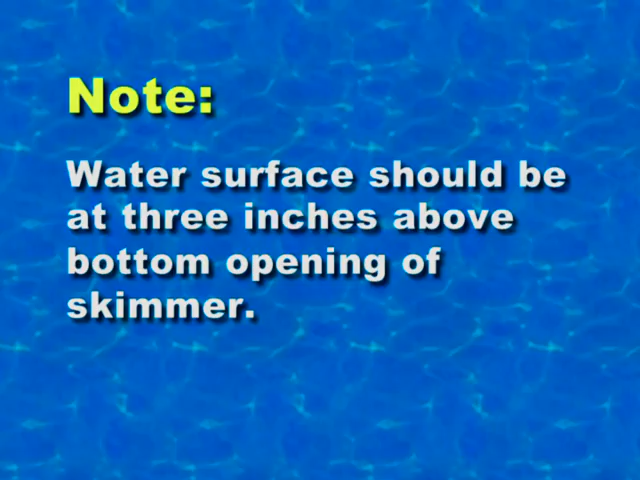 Note:
Water surface should be
at three inches above
bottom opening of
skimmer.